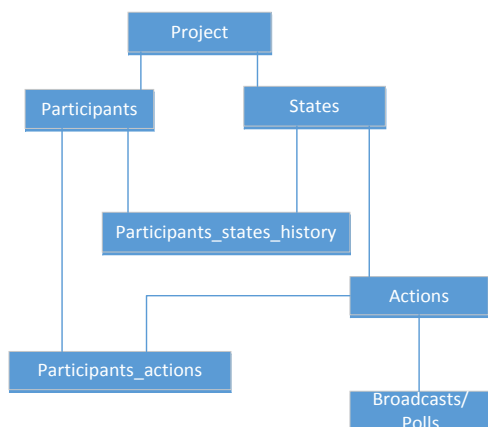 Project
Participants
States
Participants_states_history
Actions
Participants_actions
Broadcasts/
Polls